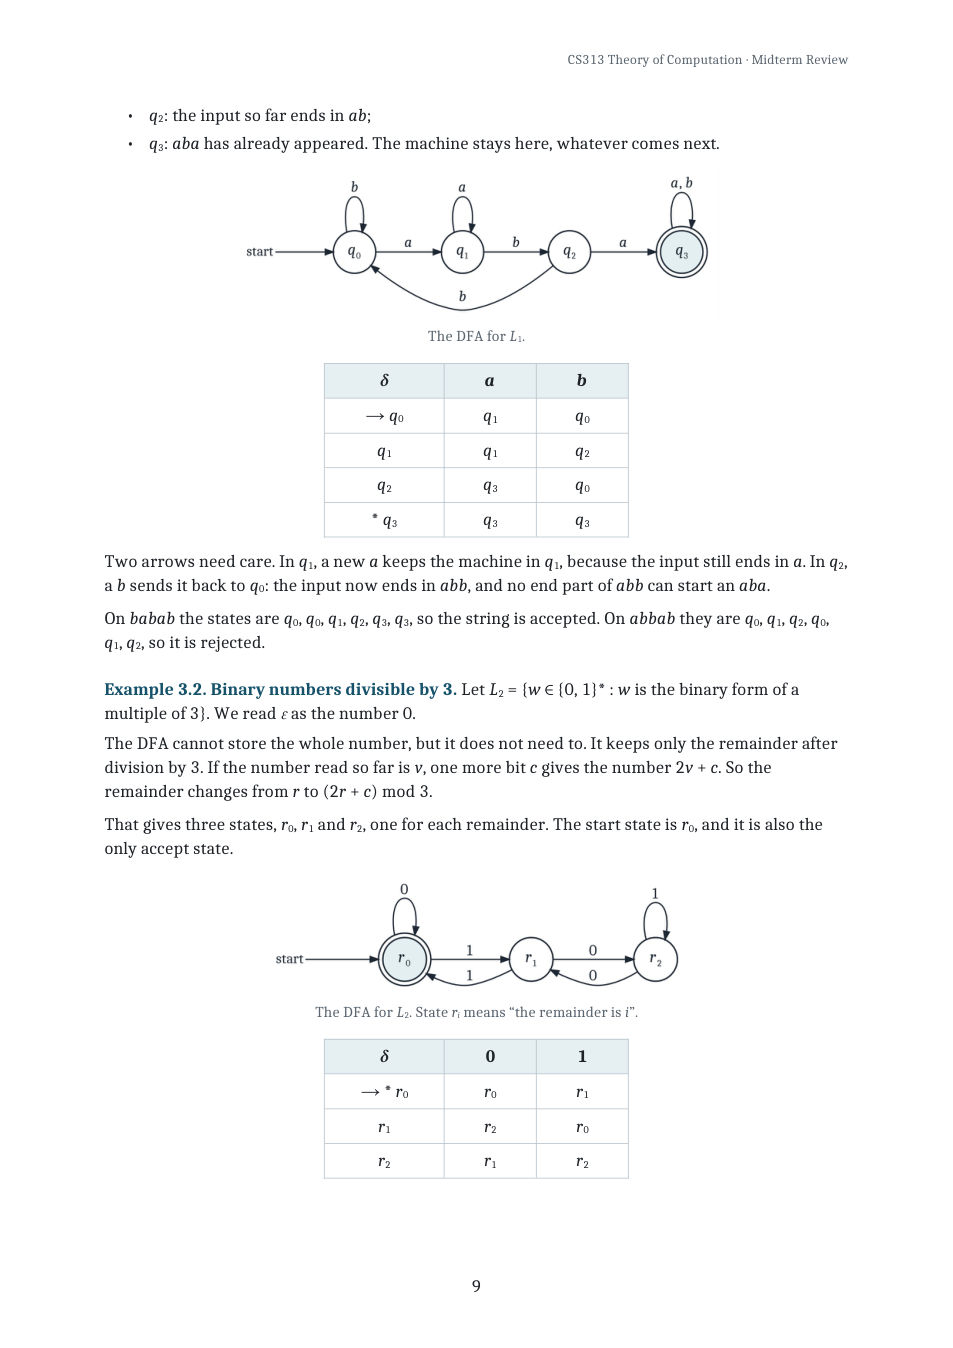 CS313 Theory of Computation · Midterm Review
• q₂: the input so far ends in ab;
• q₃: aba has already appeared. The machine stays here, whatever comes next.
b a a, b
start q₀ a q₁ b q₂ a q₃
b
The DFA for L₁.
δ a b
→ q₀ q₁ q₀
q₁ q₁ q₂
q₂ q₃ q₀
* q₃ q₃ q₃
Two arrows need care. In q₁, a new a keeps the machine in q₁, because the input still ends in a. In q₂,
a b sends it back to q₀: the input now ends in abb, and no end part of abb can start an aba.
On babab the states are q₀, q₀, q₁, q₂, q₃, q₃, so the string is accepted. On abbab they are q₀, q₁, q₂, q₀,
q₁, q₂, so it is rejected.
Example 3.2. Binary numbers divisible by 3. Let L₂ = {w ∈ {0, 1}* : w is the binary form of a
multiple of 3}. We read ε as the number 0.
The DFA cannot store the whole number, but it does not need to. It keeps only the remainder after
division by 3. If the number read so far is v, one more bit c gives the number 2v + c. So the
remainder changes from r to (2r + c) mod 3.
That gives three states, r₀, r₁ and r₂, one for each remainder. The start state is r₀, and it is also the
only accept state.
0 1
start r₀ 1 r₁ 0 r₂
1 0
The DFA for L₂. State rᵢ means “the remainder is i”.
δ 0 1
→ * r₀ r₀ r₁
r₁ r₂ r₀
r₂ r₁ r₂
9